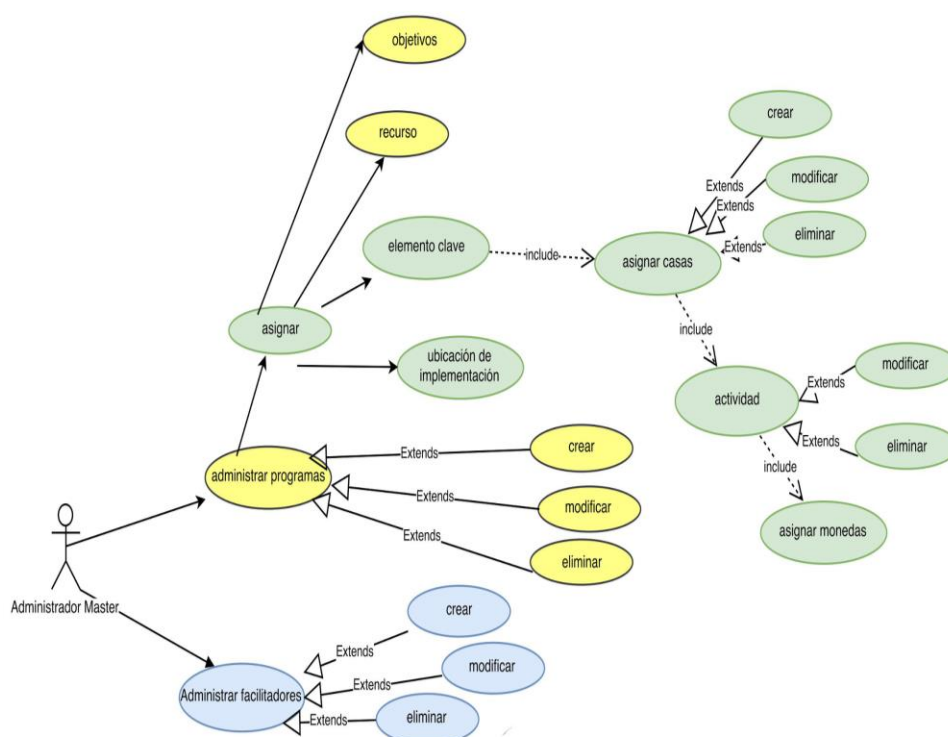 objetivos
recurso
crear
Extends
modificar
Extends
elemento clave
include
asignar casas
Extends
eliminar
asignar
include
ubicación de
implementación
actividad
Extends
modificar
Extends
eliminar
include
asignar monedas
administrar programas
Extends
crear
Extends
modificar
Extends
eliminar
Administrador Master
Extends
crear
Administrar facilitadores
Extends
modificar
Extends
eliminar